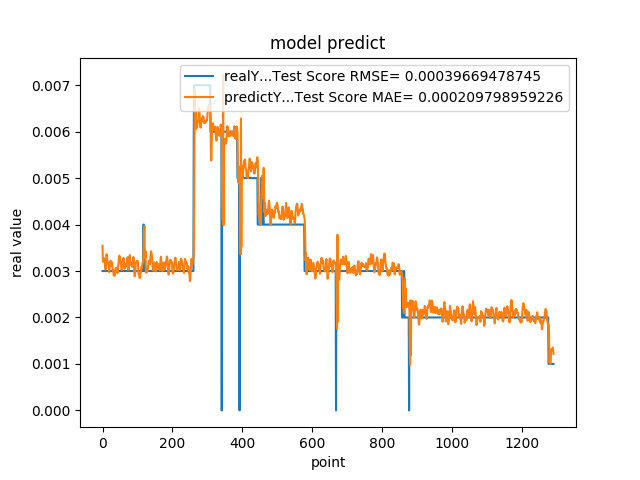 model predict
realY...Test Score RMSE= 0.00039669478745
predictY...Test Score MAE= 0.000209798959226
real value
0.007
0.006
0.005
0.004
0.003
0.002
0.001
0.000
0 200 400 600 800 1000 1200
point